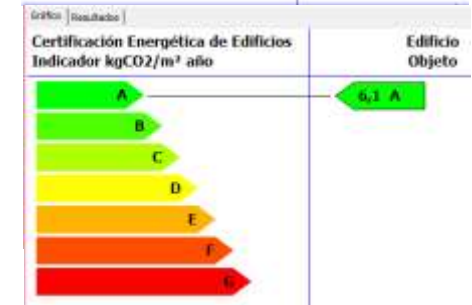 Gráfico Resultados
Certificación Energética de Edificios
Indicador kgCO2/m² año
Edificio
Objeto
A
6,1 A
B
C
D
E
F
G